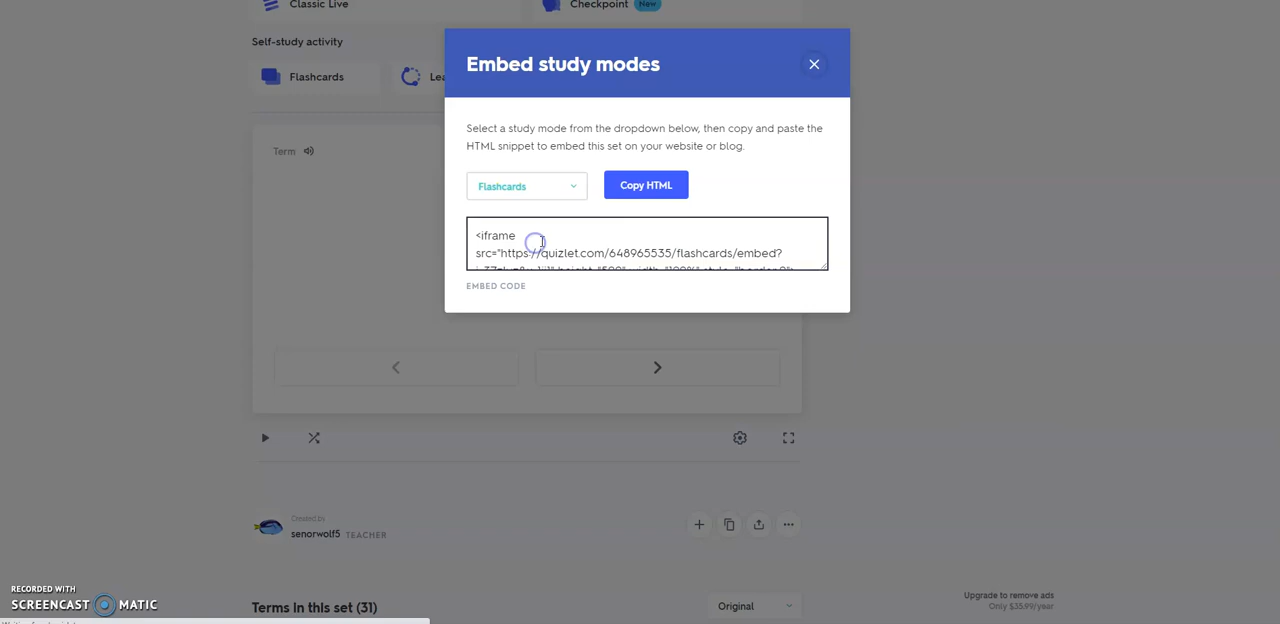 Classic Live
Checkpoint New
Self-study activity
Flashcards
Lea
Embed study modes
Select a study mode from the dropdown below, then copy and paste the
HTML snippet to embed this set on your website or blog.
Flashcards
Copy HTML
<iframe
src="https://quizlet.com/648965535/flashcards/embed?
EMBED CODE
Term
Created by
senorwolf5 TEACHER
RECORDED WITH
SCREENCAST MATIC
Terms in this set (31)
Original
Upgrade to remove ads
Only $35.99/year